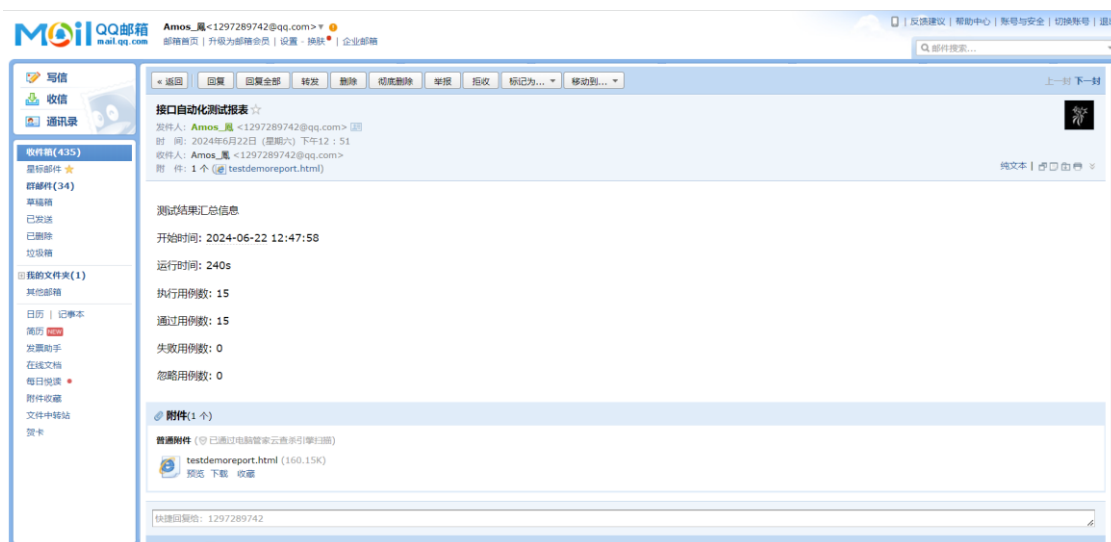 MOil QQ邮箱 mail.qq.com
Amos_凨<1297289742@qq.com>
邮箱首页 | 升级为邮箱会员 | 设置 - 换肤 | 企业邮箱
| 反馈建议 | 帮助中心 | 账号与安全 | 切换账号 |
邮件搜索...
写信
收信
通讯录
收件箱(435)
星标邮件
群邮件(34)
草稿箱
已发送
已删除
垃圾箱
我的文件夹(1)
其他邮箱
日历 | 记事本
简历 NEW
发票助手
在线文档
每日悦读
附件收藏
文件中转站
贺卡
« 返回 回复 回复全部 转发 删除 彻底删除 举报 拒收 标记为... 移动到...
上一封 下一封
接口自动化测试报表
发件人: Amos_凨 <1297289742@qq.com>
时 间: 2024年6月22日 (星期六) 下午12:51
收件人: Amos_凨 <1297289742@qq.com>
附 件: 1 个 (testdemoreport.html)
纯文本 |
测试结果汇总信息
开始时间: 2024-06-22 12:47:58
运行时间: 240s
执行用例数: 15
通过用例数: 15
失败用例数: 0
忽略用例数: 0
附件(1 个)
普通附件 (已通过电脑管家云查杀引擎扫描)
testdemoreport.html (160.15K)
预览 下载 收藏
快捷回复给: 1297289742